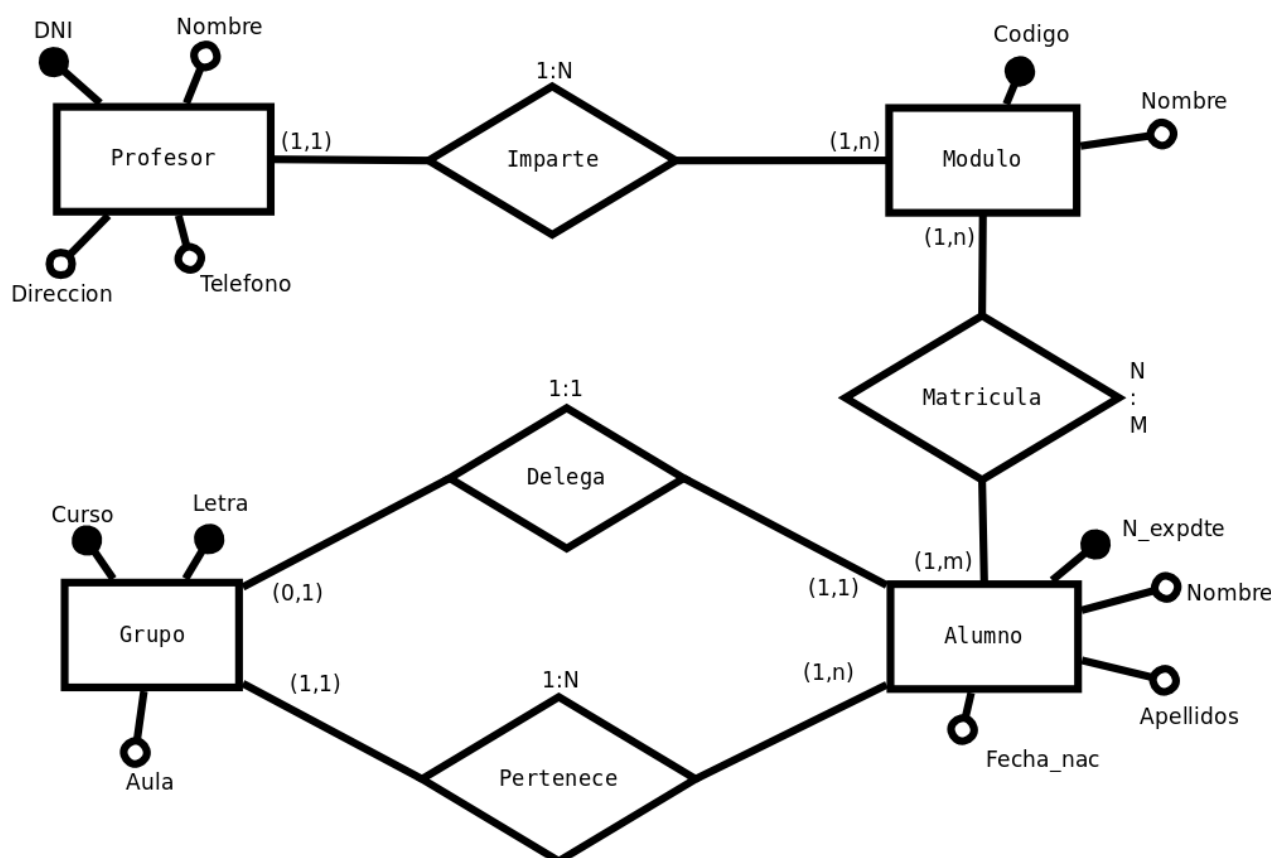 DNI
Nombre
Profesor
Direccion
Telefono
(1,1)
1:N
Imparte
(1,n)
Codigo
Nombre
Modulo
(1,n)
Matricula
N
:
M
(1,m)
1:1
Delega
(0,1)
(1,1)
Curso
Letra
Grupo
Aula
(1,1)
1:N
Pertenece
(1,n)
N_expdte
Nombre
Alumno
Apellidos
Fecha_nac